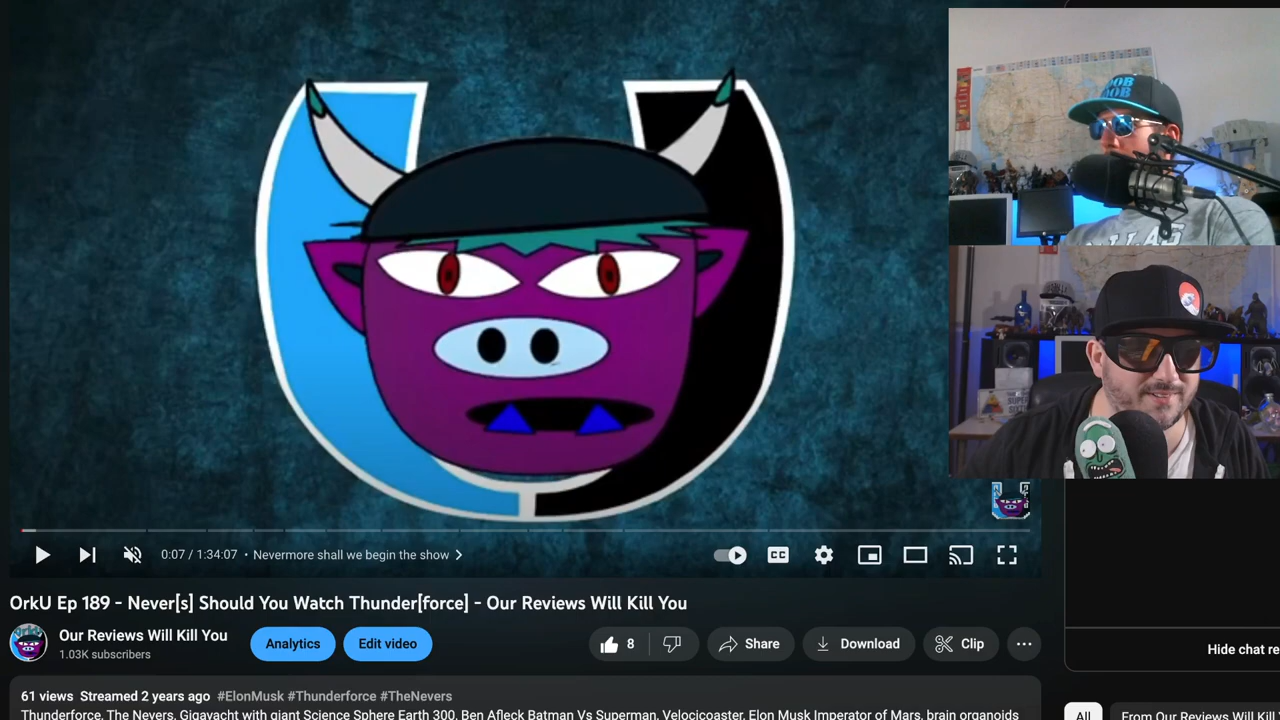 BOB
BOB
DALLAS
0:07 / 1:34:07 • Nevermore shall we begin the show
CC
OrkU Ep 189 - Never[s] Should You Watch Thunder[force] - Our Reviews Will Kill You
Our Reviews Will Kill You
1.03K subscribers
Analytics
Edit video
8
Share
Download
Clip
Hide chat re
61 views Streamed 2 years ago #ElonMusk #Thunderforce #TheNevers
Thunderforce, The Nevers, Gigayacht with giant Science Sphere Earth 300, Ben Afleck Batman Vs Superman, Velocicoaster, Elon Musk Imperator of Mars, brain organoids
All
From Our Reviews Will Kill Y